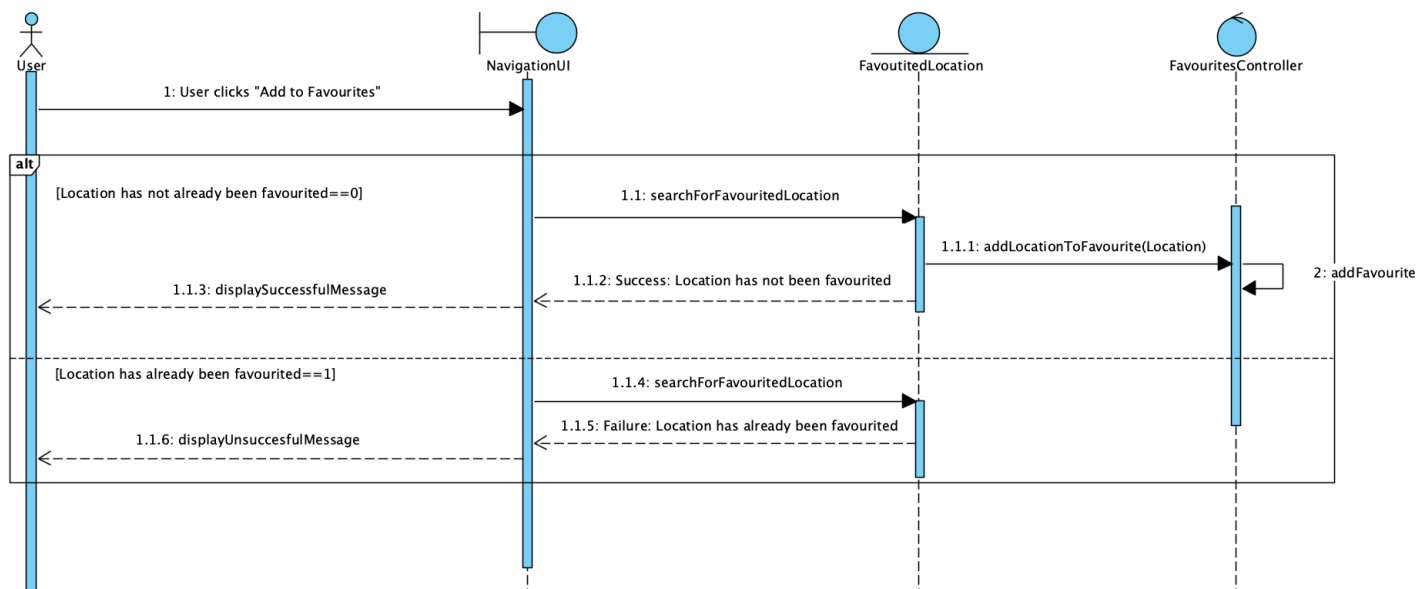 User
NavigationUI
FavoutitedLocation
FavouritesController
1: User clicks "Add to Favourites"
alt
[Location has not already been favourited==0]
1.1: searchForFavouritedLocation
1.1.1: addLocationToFavourite(Location)
2: addFavourite
1.1.2: Success: Location has not been favourited
1.1.3: displaySuccessfulMessage
[Location has already been favourited==1]
1.1.4: searchForFavouritedLocation
1.1.5: Failure: Location has already been favourited
1.1.6: displayUnsuccesfulMessage